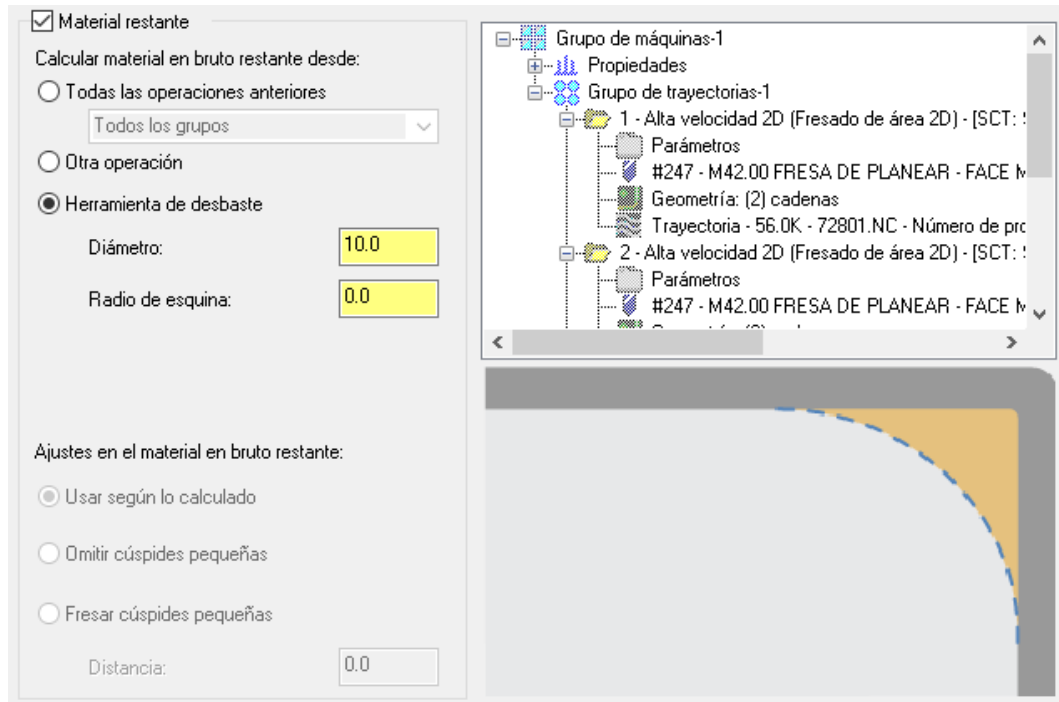 Material restante
Calcular material en bruto restante desde:
Todas las operaciones anteriores
Todos los grupos
Otra operación
Herramienta de desbaste
Diámetro:
10.0
Radio de esquina:
0.0
Ajustes en el material en bruto restante:
Usar según lo calculado
Omitir cúspides pequeñas
Fresar cúspides pequeñas
Distancia:
0.0
Grupo de máquinas-1
Propiedades
Grupo de trayectorias-1
1 - Alta velocidad 2D (Fresado de área 2D) - [SCT:
Parámetros
#247 - M42.00 FRESA DE PLANEAR - FACE M
Geometría: (2) cadenas
Trayectoria - 56.0K - 72801.NC - Número de pro
2 - Alta velocidad 2D (Fresado de área 2D) - [SCT:
Parámetros
#247 - M42.00 FRESA DE PLANEAR - FACE M